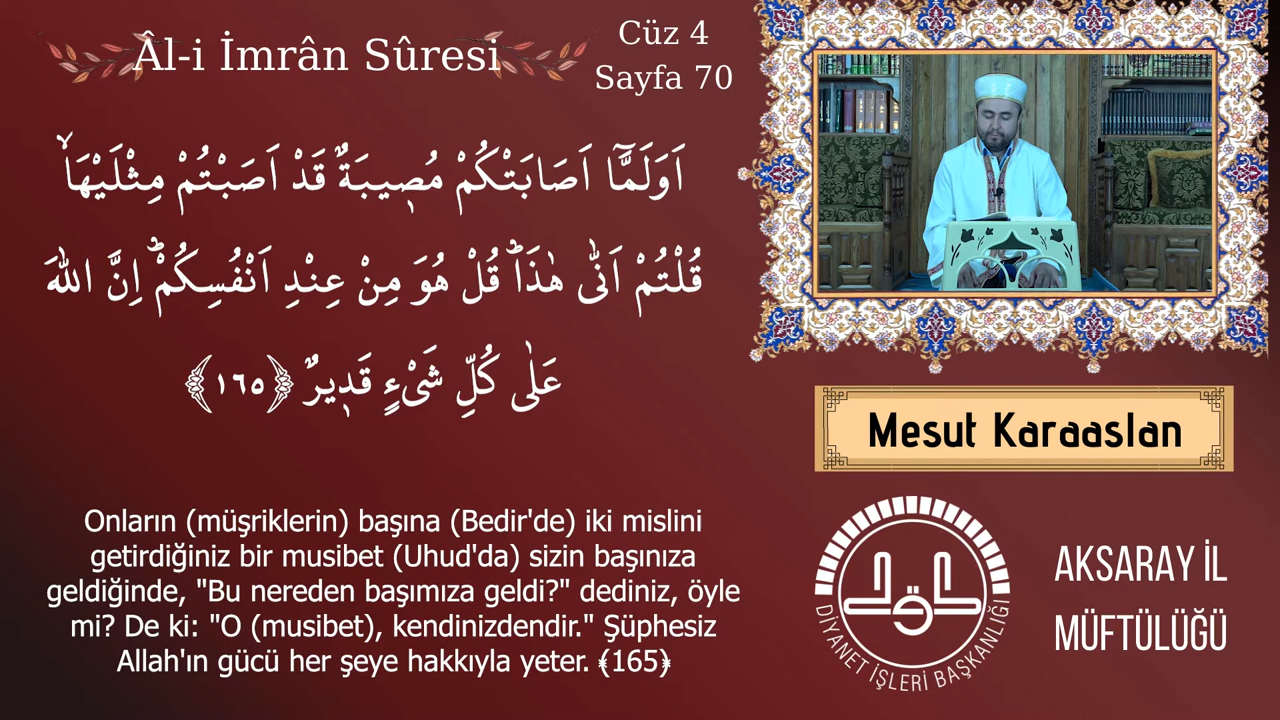 Âl-i İmrân Sûresi
Cüz 4
Sayfa 70
اَوَلَمَّٓا اَصَابَتْكُمْ مُصٖيبَةٌ قَدْ اَصَبْتُمْ مِثْلَيْهَاۙ
قُلْتُمْ اَنّٰى هٰذَاؕ قُلْ هُوَ مِنْ عِنْدِ اَنْفُسِكُمْؕ اِنَّ اللّٰهَ
عَلٰى كُلِّ شَیْءٍ قَدٖيرٌ ﴿١٦٥﴾
Onların (müşriklerin) başına (Bedir'de) iki mislini
getirdiğiniz bir musibet (Uhud'da) sizin başınıza
geldiğinde, "Bu nereden başımıza geldi?" dediniz, öyle
mi? De ki: "O (musibet), kendinizdendir." Şüphesiz
Allah'ın gücü her şeye hakkıyla yeter. ﴾165﴿
Mesut Karaaslan
DİYANET İŞLERİ BAŞKANLIĞI
AKSARAY İL
MÜFTÜLÜĞÜ